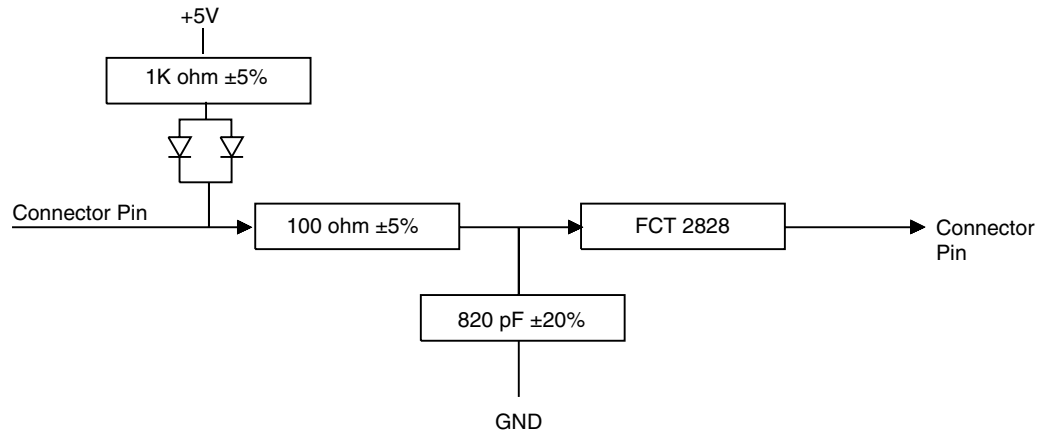 +5V
1K ohm ±5%
Connector Pin
100 ohm ±5%
FCT 2828
Connector
Pin
820 pF ±20%
GND